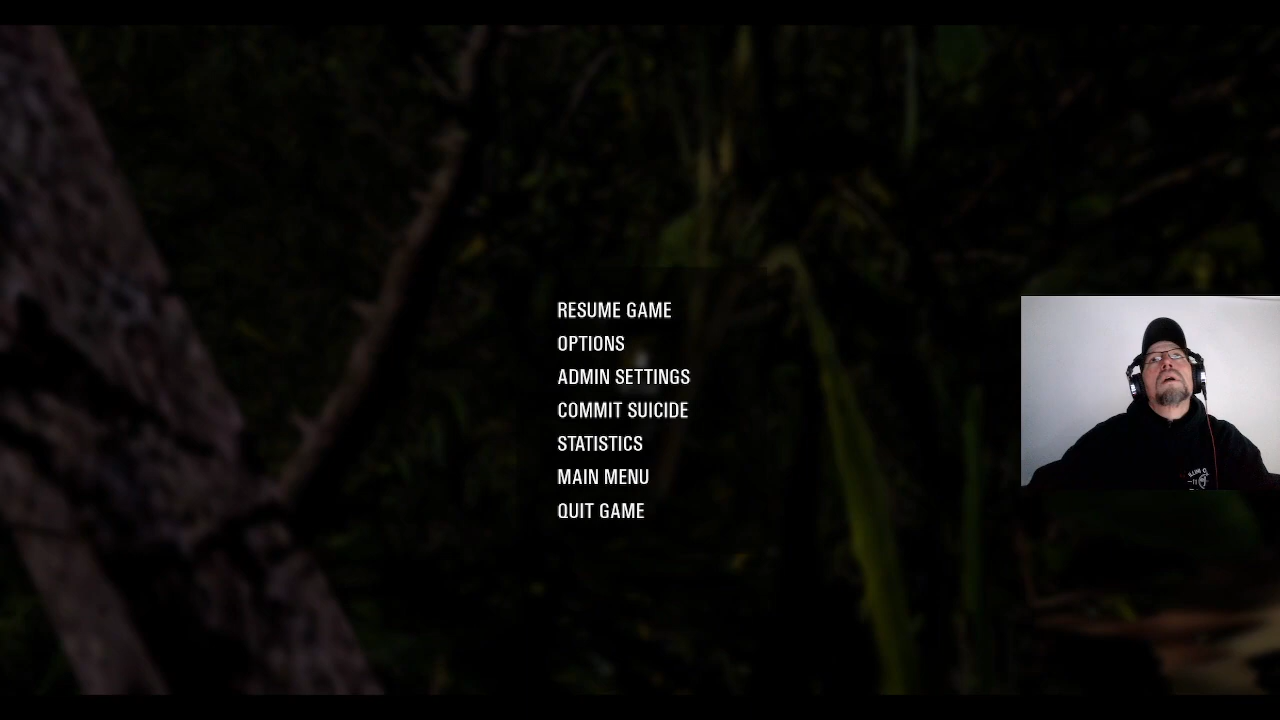 RESUME GAME
OPTIONS
ADMIN SETTINGS
COMMIT SUICIDE
STATISTICS
MAIN MENU
QUIT GAME